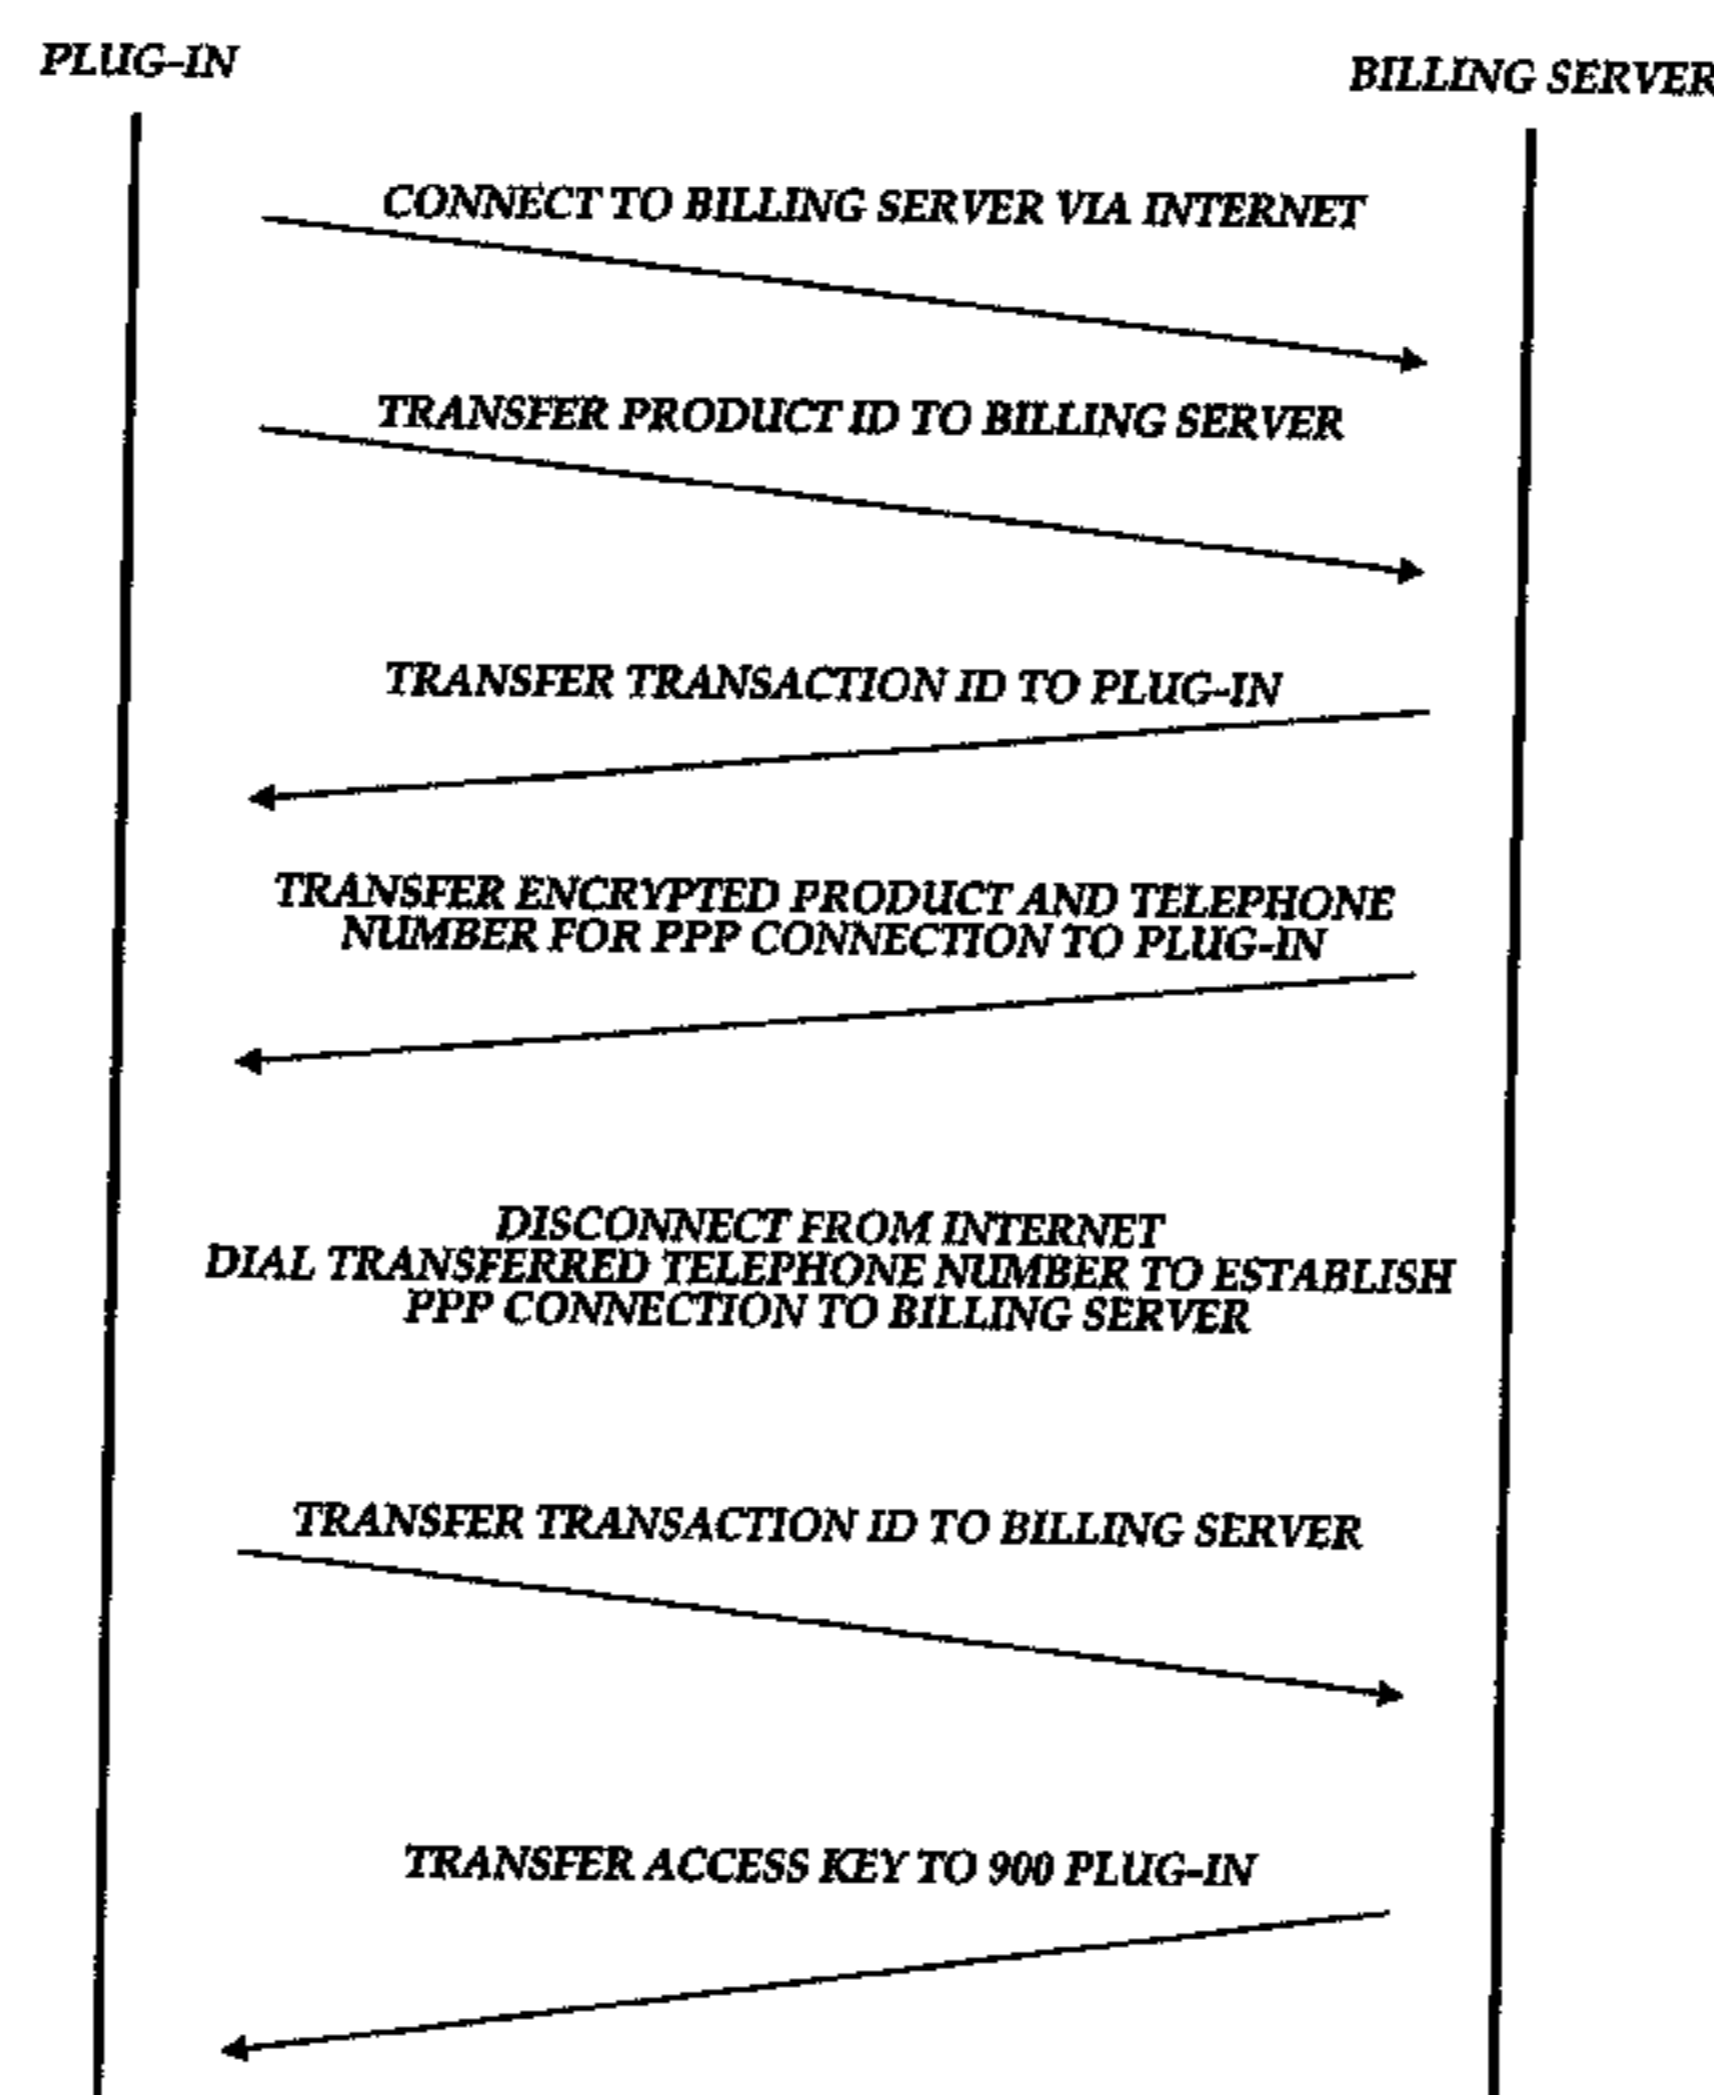 PLUG-IN
BILLING SERVER
CONNECT TO BILLING SERVER VIA INTERNET
TRANSFER PRODUCT ID TO BILLING SERVER
TRANSFER TRANSACTION ID TO PLUG-IN
TRANSFER ENCRYPTED PRODUCT AND TELEPHONE
NUMBER FOR PPP CONNECTION TO PLUG-IN
DISCONNECT FROM INTERNET
DIAL TRANSFERRED TELEPHONE NUMBER TO ESTABLISH
PPP CONNECTION TO BILLING SERVER
TRANSFER TRANSACTION ID TO BILLING SERVER
TRANSFER ACCESS KEY TO 900 PLUG-IN